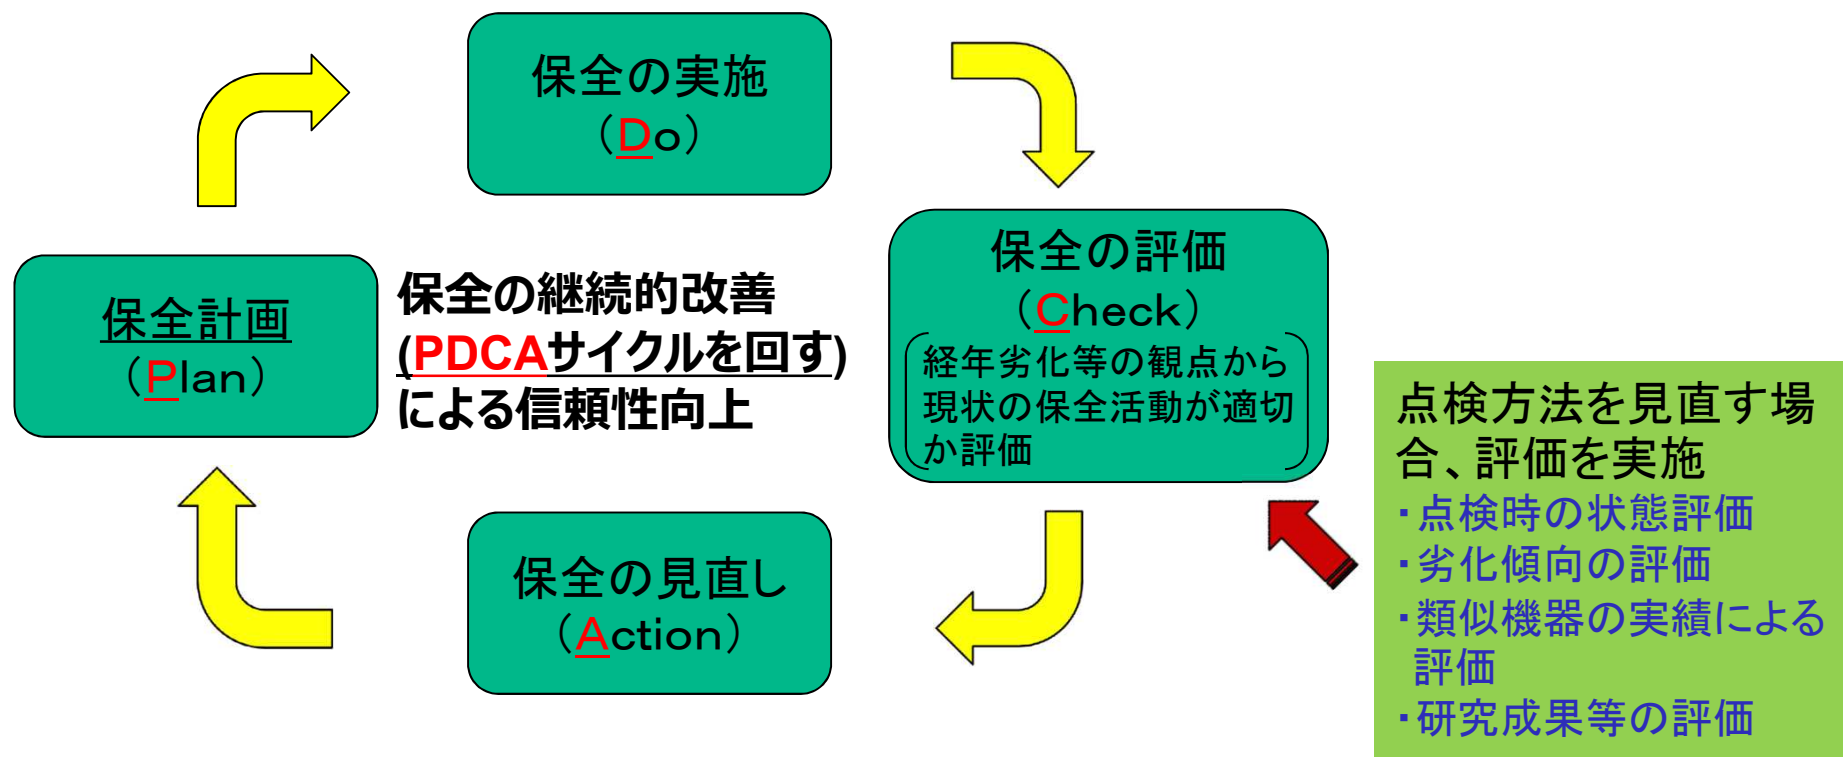 保全の実施
（Do）
保全計画
（Plan）
保全の継続的改善
(PDCAサイクルを回す)
による信頼性向上
保全の評価
（Check）
経年劣化等の観点から
現状の保全活動が適切
か評価
保全の見直し
（Action）
点検方法を見直す場
合、評価を実施
・点検時の状態評価
・劣化傾向の評価
・類似機器の実績による
評価
・研究成果等の評価